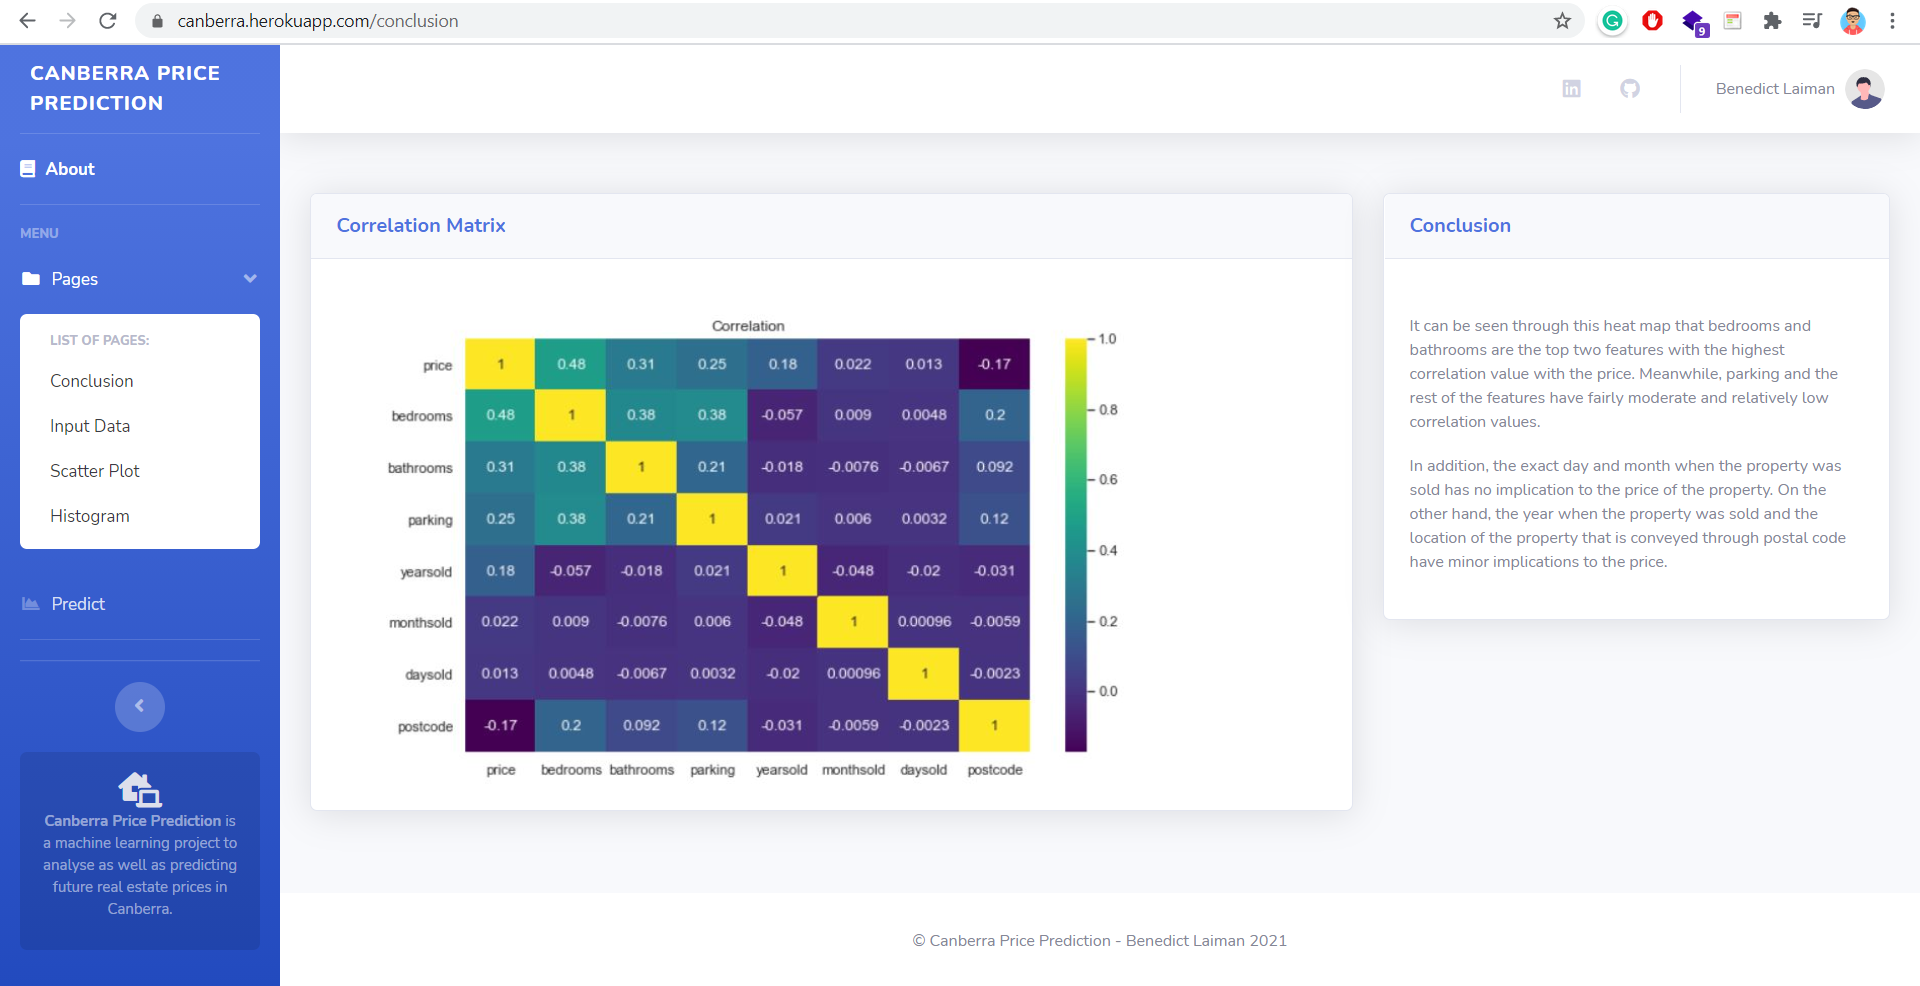 canberra.herokuapp.com/conclusion
9
CANBERRA PRICE
PREDICTION
About
MENU
Pages
LIST OF PAGES:
Conclusion
Input Data
Scatter Plot
Histogram
Predict
Canberra Price Prediction is
a machine learning project to
analyse as well as predicting
future real estate prices in
Canberra.
Benedict Laiman
Correlation Matrix
Correlation
price 1 0.48 0.31 0.25 0.18 0.022 0.013 -0.17
bedrooms 0.48 1 0.38 0.38 -0.057 0.009 0.0048 0.2
bathrooms 0.31 0.38 1 0.21 -0.018 -0.0076 -0.0067 0.092
parking 0.25 0.38 0.21 1 0.021 0.006 0.0032 0.12
yearsold 0.18 -0.057 -0.018 0.021 1 -0.048 -0.02 -0.031
monthsold 0.022 0.009 -0.0076 0.006 -0.048 1 0.00096 -0.0059
daysold 0.013 0.0048 -0.0067 0.0032 -0.02 0.00096 1 -0.0023
postcode -0.17 0.2 0.092 0.12 -0.031 -0.0059 -0.0023 1
price bedrooms bathrooms parking yearsold monthsold daysold postcode
1.0
0.8
0.6
0.4
0.2
0.0
Conclusion
It can be seen through this heat map that bedrooms and
bathrooms are the top two features with the highest
correlation value with the price. Meanwhile, parking and the
rest of the features have fairly moderate and relatively low
correlation values.
In addition, the exact day and month when the property was
sold has no implication to the price of the property. On the
other hand, the year when the property was sold and the
location of the property that is conveyed through postal code
have minor implications to the price.
© Canberra Price Prediction - Benedict Laiman 2021